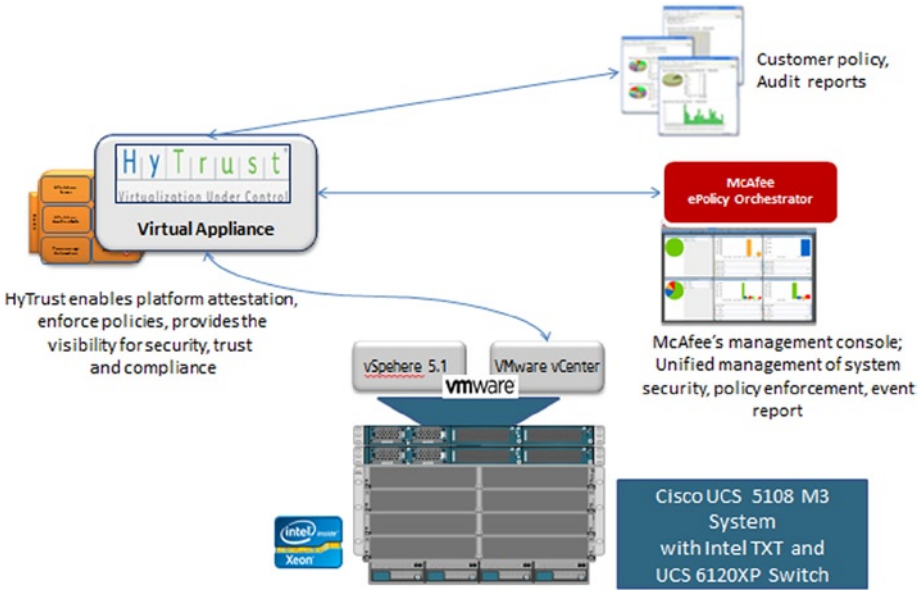 Customer policy,
Audit reports
HyTrust
Virtualization Under Control
Virtual Appliance
McAfee
ePolicy Orchestrator
HyTrust enables platform attestation,
enforce policies, provides the
visibility for security, trust
and compliance
McAfee's management console;
Unified management of system
security, policy enforcement, event
report
vSpehere 5.1
VMware vCenter
vmware
Cisco UCS 5108 M3
System
with Intel TXT and
UCS 6120XP Switch
intel inside
Xeon